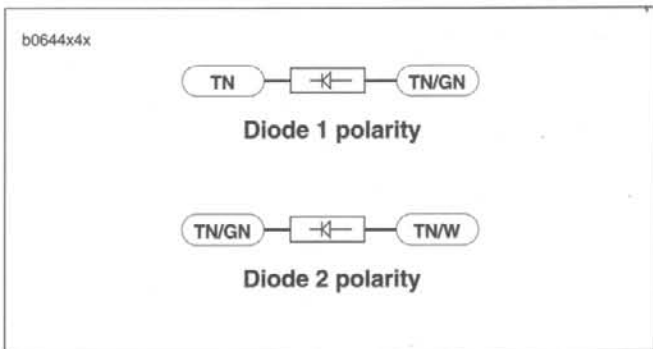 b0644x4x
TN TN/GN
Diode 1 polarity
TN/GN TN/W
Diode 2 polarity